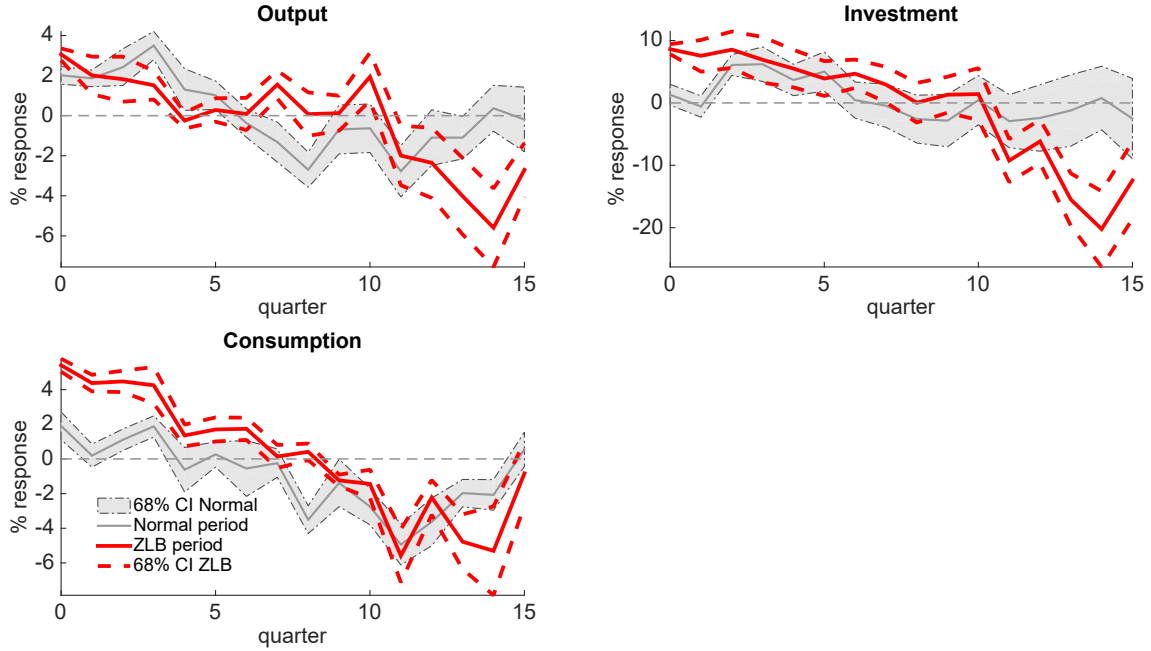 Output
% response
4
2
0
-2
-4
-6
0
5
10
15
quarter
Investment
% response
10
0
-10
-20
0
5
10
15
quarter
Consumption
% response
4
2
0
-2
-4
-6
68% CI Normal
Normal period
ZLB period
68% CI ZLB
0
5
10
15
quarter